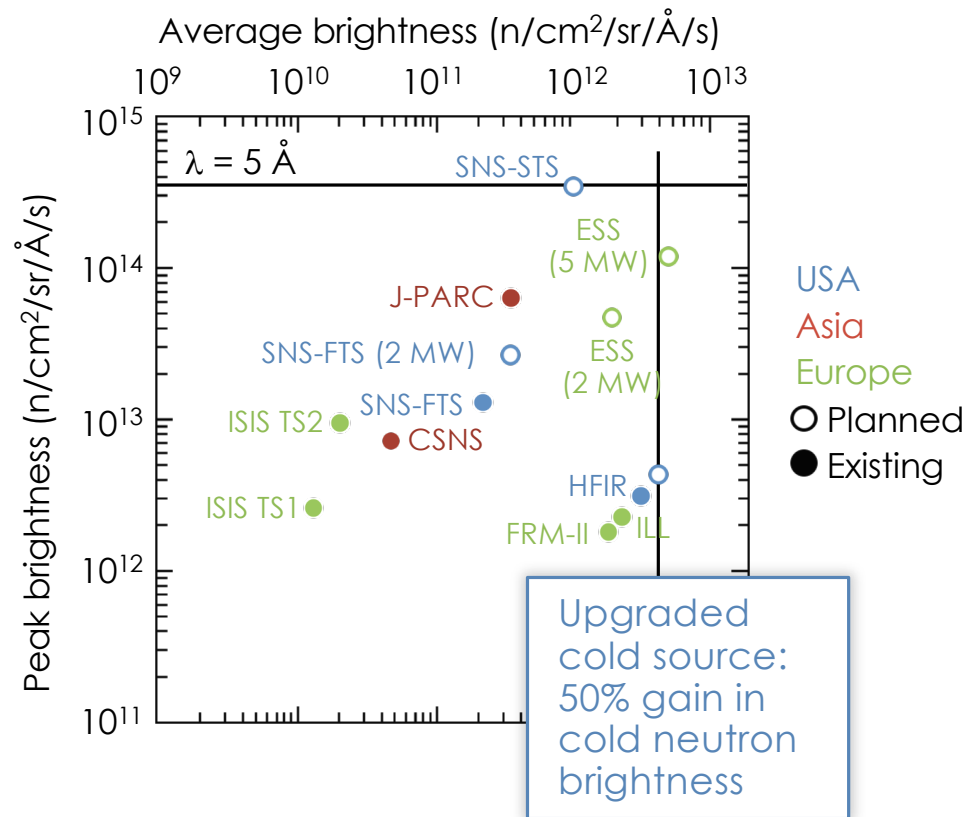 Average brightness (n/cm²/sr/Å/s)
10⁹ 10¹⁰ 10¹¹ 10¹² 10¹³
Peak brightness (n/cm²/sr/Å/s)
10¹⁵
10¹⁴
10¹³
10¹²
10¹¹
λ = 5 Å
SNS-STS
ESS
(5 MW)
J-PARC
SNS-FTS (2 MW)
ESS
(2 MW)
SNS-FTS
ISIS TS2
CSNS
HFIR
ISIS TS1
FRM-II
ILL
USA
Asia
Europe
Planned
Existing
Upgraded
cold source:
50% gain in
cold neutron
brightness